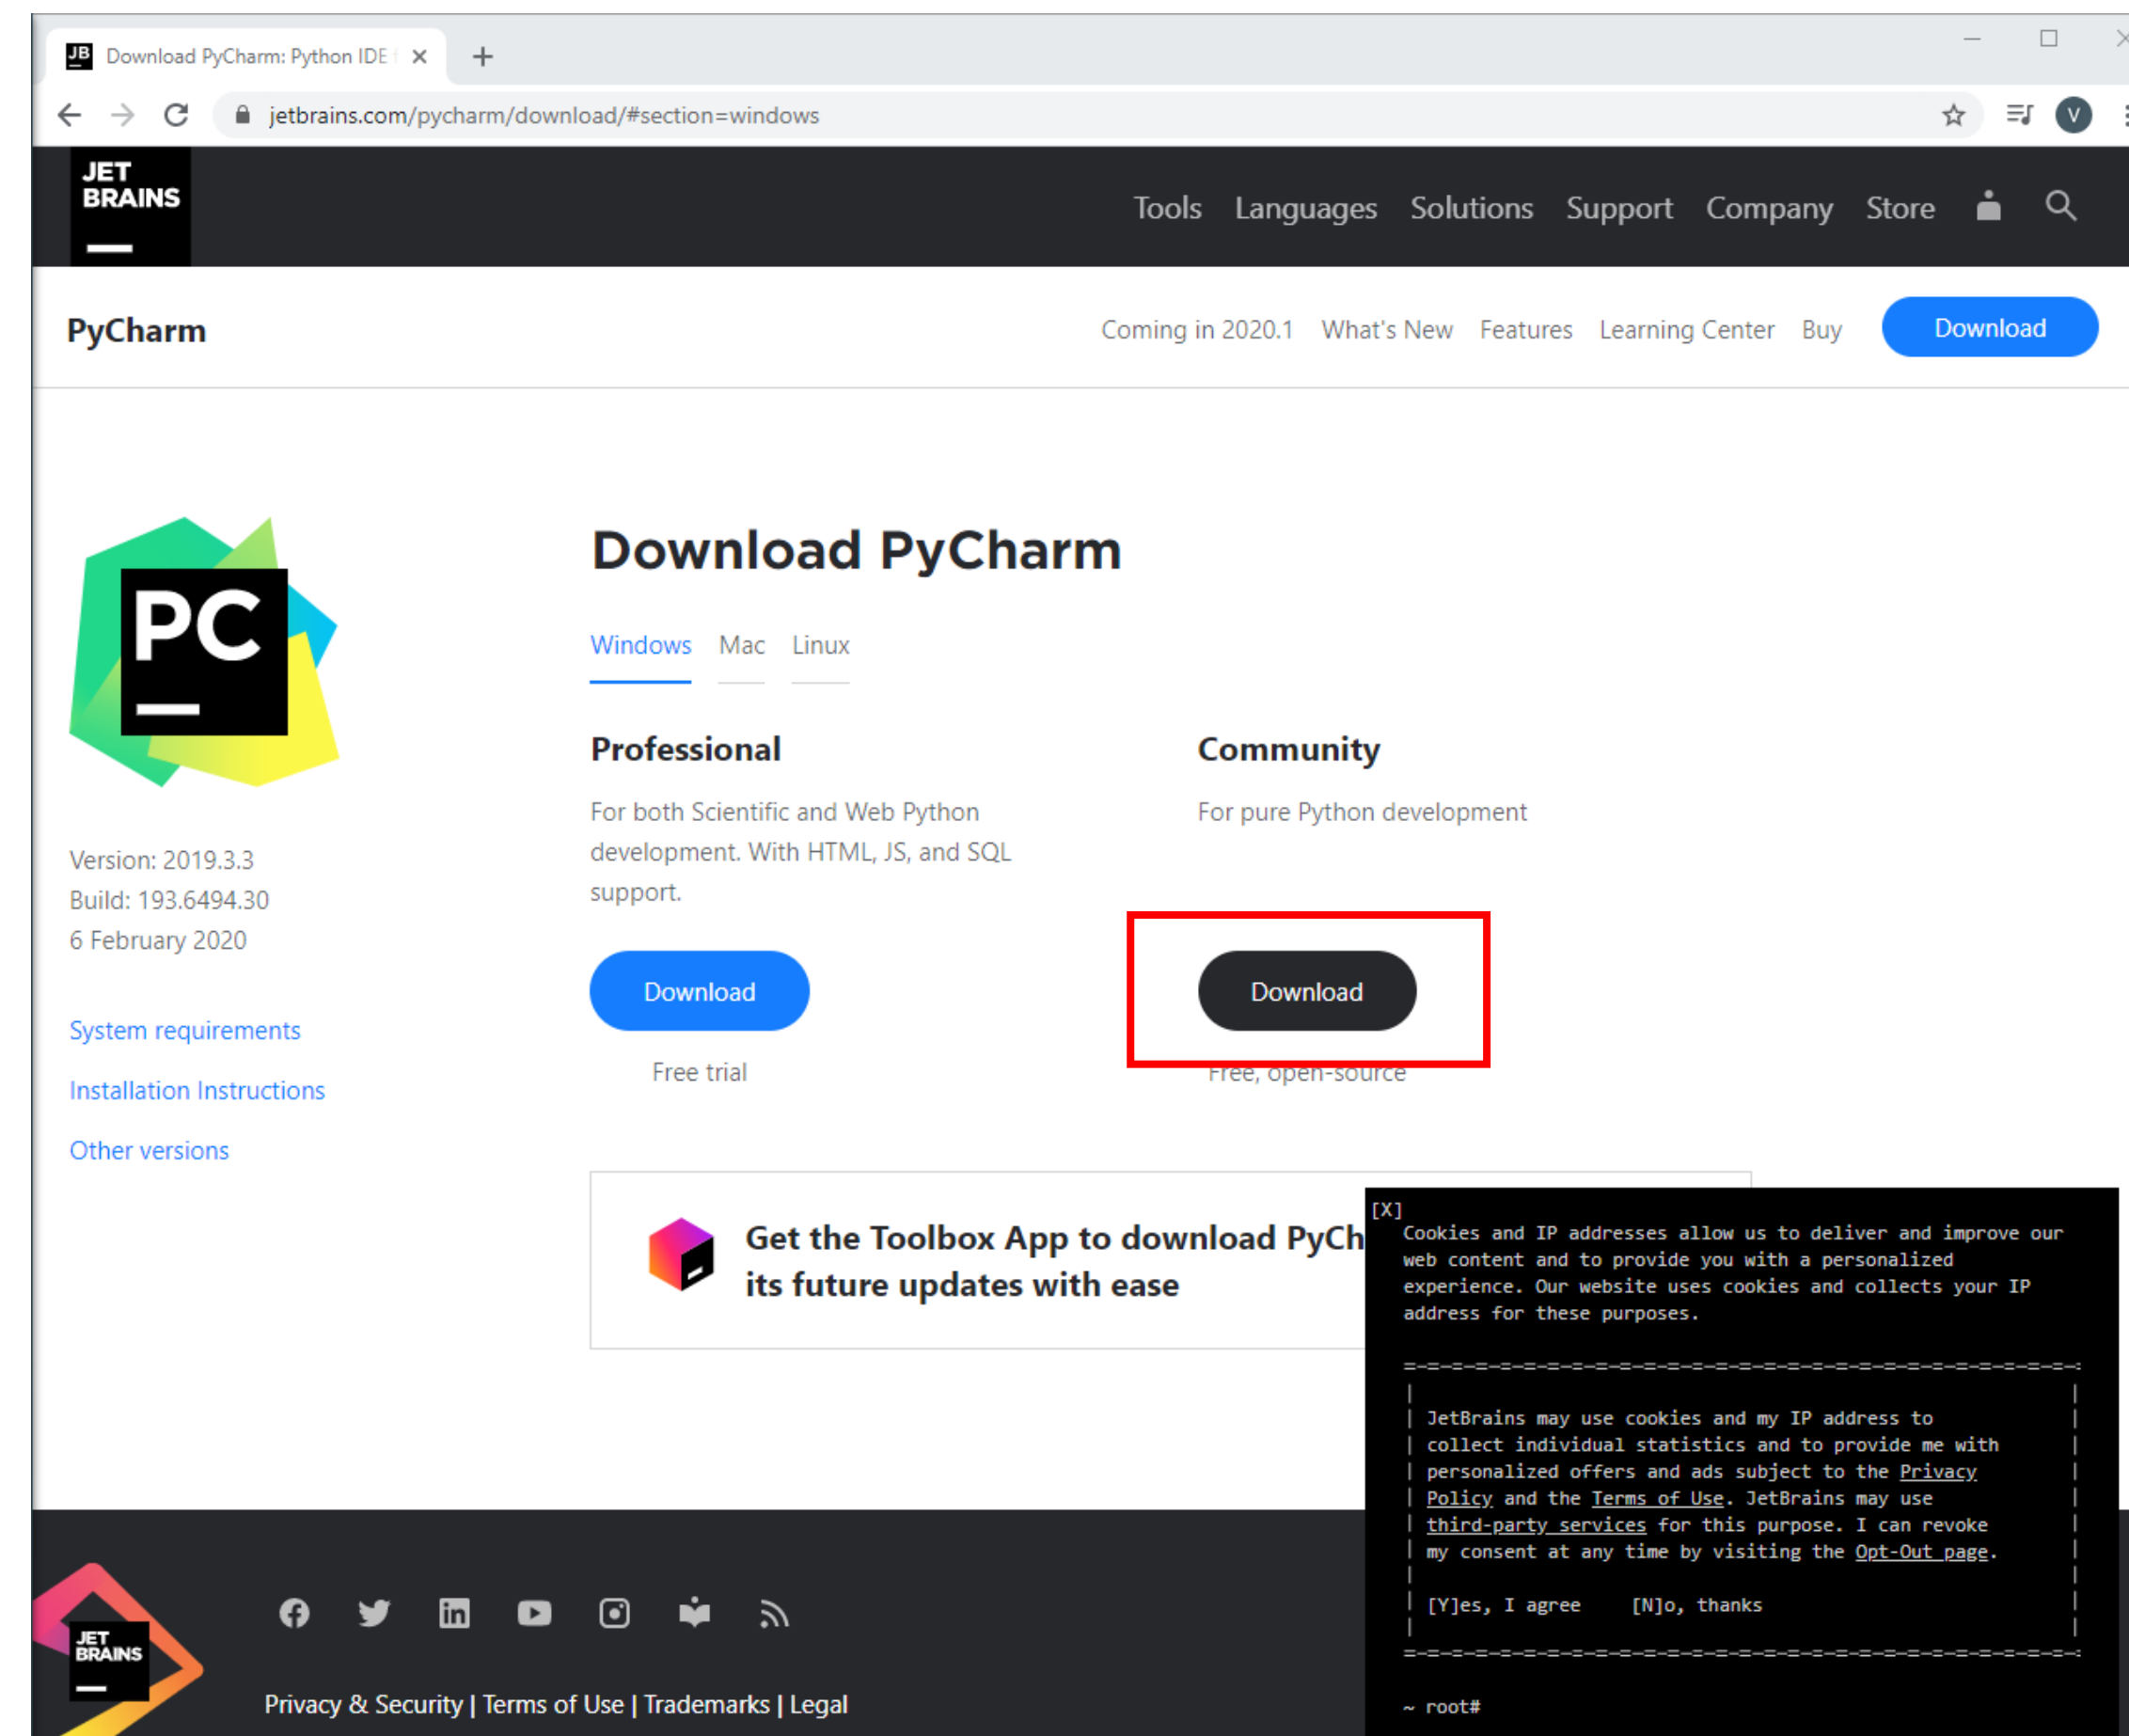 JB Download PyCharm: Python IDE f
jetbrains.com/pycharm/download/#section=windows
V
JET
BRAINS
Tools Languages Solutions Support Company Store
PyCharm
Coming in 2020.1 What's New Features Learning Center Buy Download
Download PyCharm
PC
Windows Mac Linux
Professional
For both Scientific and Web Python
development. With HTML, JS, and SQL
support.
Download
Free trial
Community
For pure Python development
Download
Free, open-source
Version: 2019.3.3
Build: 193.6494.30
6 February 2020
System requirements
Installation Instructions
Other versions
Get the Toolbox App to download PyCh
its future updates with ease
[X]
Cookies and IP addresses allow us to deliver and improve our
web content and to provide you with a personalized
experience. Our website uses cookies and collects your IP
address for these purposes.
JetBrains may use cookies and my IP address to
collect individual statistics and to provide me with
personalized offers and ads subject to the Privacy
Policy and the Terms of Use. JetBrains may use
third-party services for this purpose. I can revoke
my consent at any time by visiting the Opt-Out page.
[Y]es, I agree [N]o, thanks
~ root#
JET
BRAINS
in
Privacy & Security | Terms of Use | Trademarks | Legal